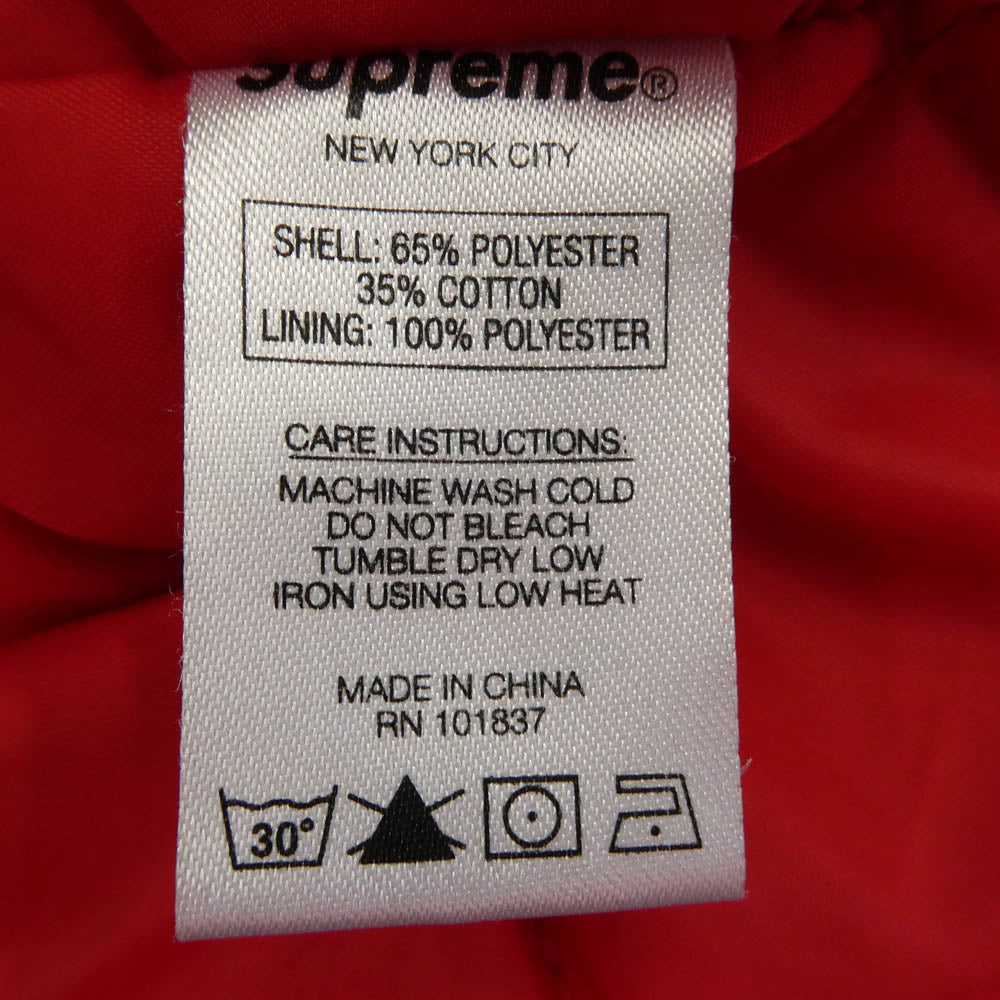 Supreme®
NEW YORK CITY
SHELL: 65% POLYESTER
35% COTTON
LINING: 100% POLYESTER
CARE INSTRUCTIONS:
MACHINE WASH COLD
DO NOT BLEACH
TUMBLE DRY LOW
IRON USING LOW HEAT
MADE IN CHINA
RN 101837
30°